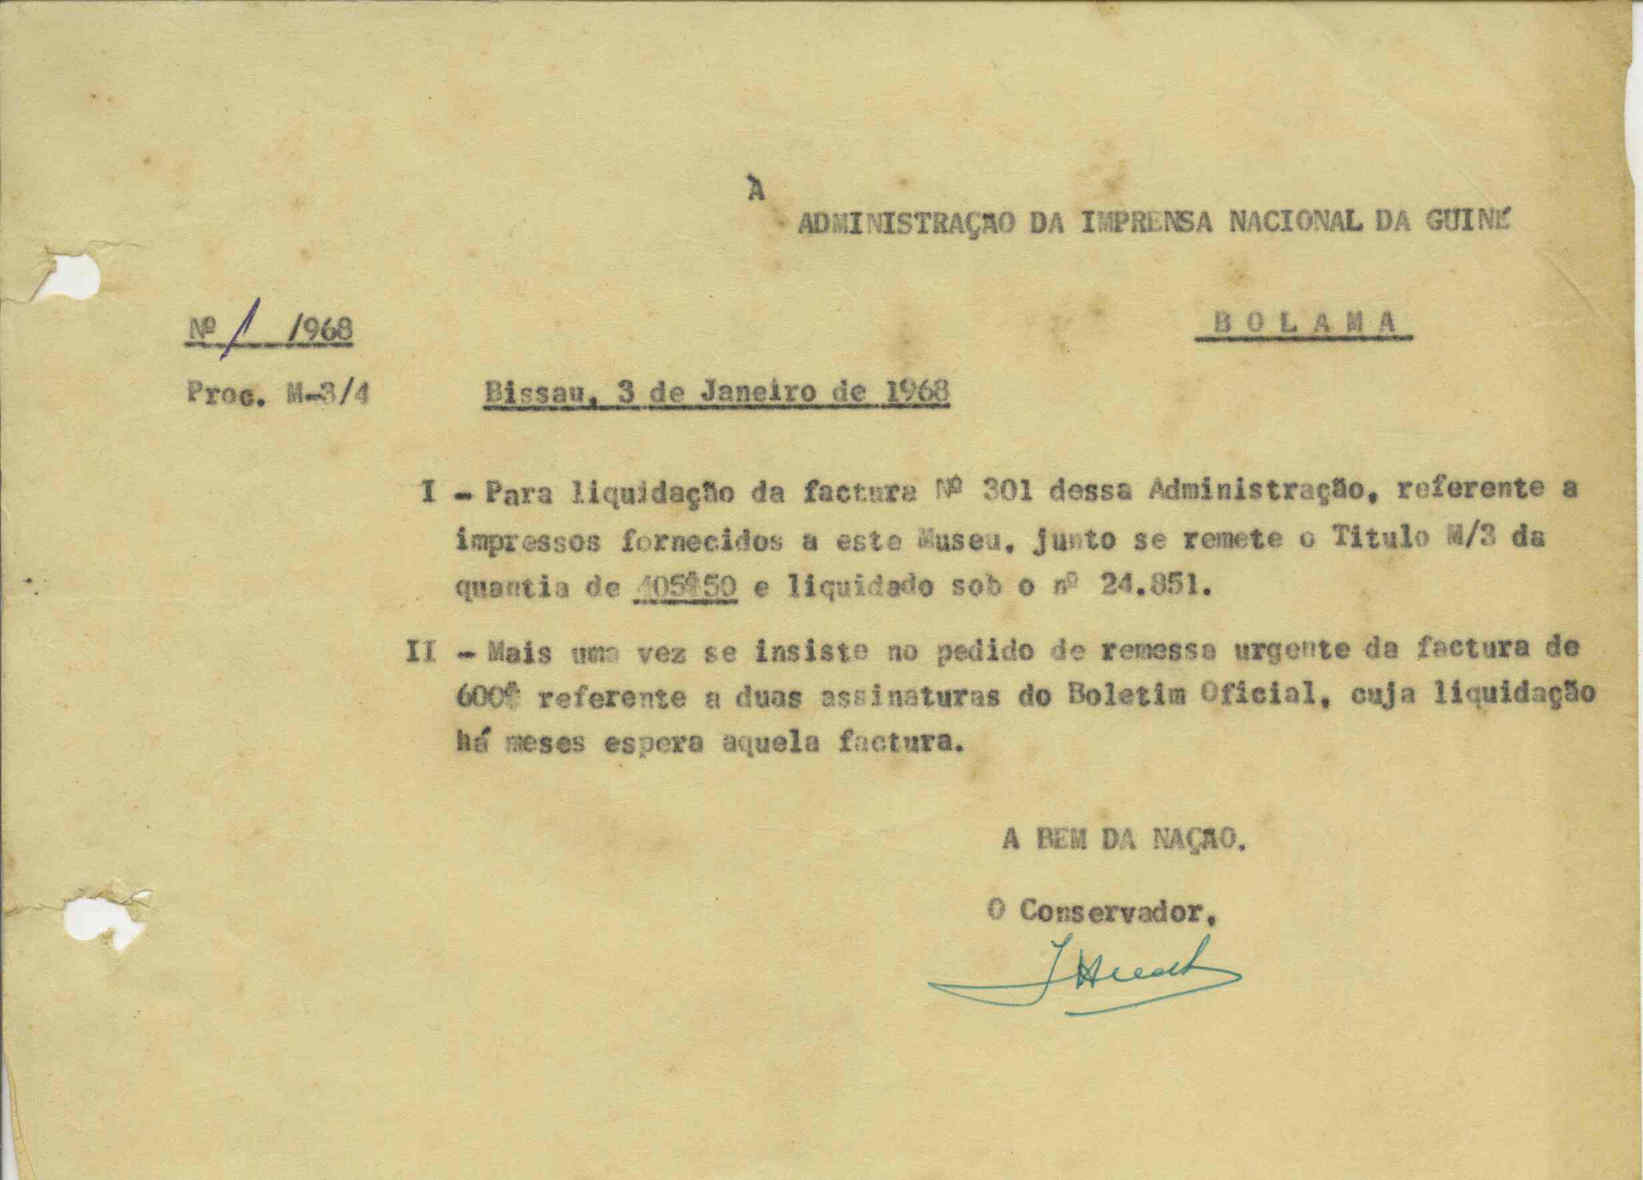 À
ADMINISTRAÇÃO DA IMPRENSA NACIONAL DA GUINÉ
BOLAMA
Nº 1 /968
Proc. M-3/4 Bissau, 3 de Janeiro de 1968
I - Para liquidação da factura Nº 301 dessa Administração, referente a
impressos fornecidos a este Museu, junto se remete o Titulo M/3 da
quantia de 405$50 e liquidado sob o nº 24.851.
II - Mais uma vez se insiste no pedido de remessa urgente da factura de
600$ referente a duas assinaturas do Boletim Oficial, cuja liquidação
há meses espera aquela factura.
A BEM DA NAÇÃO.
O Conservador,